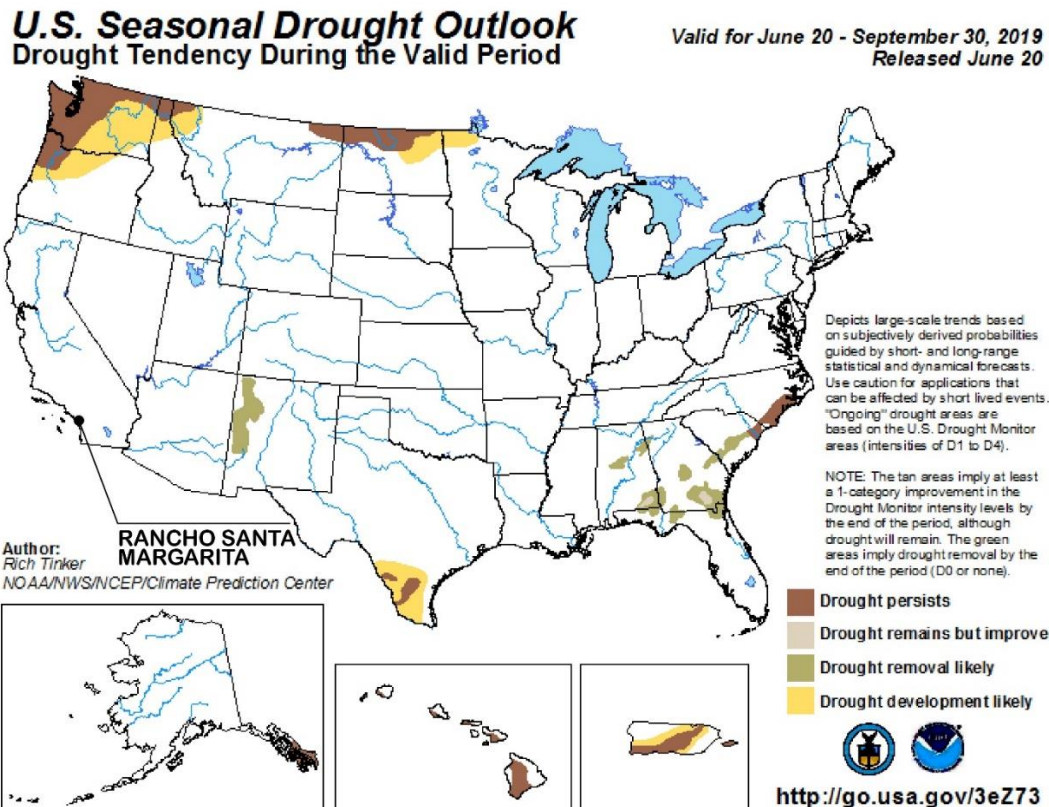 U.S. Seasonal Drought Outlook
Drought Tendency During the Valid Period
Valid for June 20 - September 30, 2019
Released June 20
Depicts large-scale trends based
on subjectively derived probabilities
guided by short- and long-range
statistical and dynamical forecasts.
Use caution for applications that
can be affected by short lived events.
"Ongoing" drought areas are
based on the U.S. Drought Monitor
areas (intensities of D1 to D4).
NOTE: The tan areas imply at least
a 1-category improvement in the
Drought Monitor intensity levels by
the end of the period, although
drought will remain. The green
areas imply drought removal by the
end of the period (D0 or none).
RANCHO SANTA
MARGARITA
Author:
Rich Tinker
NOAA/NWS/NCEP/Climate Prediction Center
Drought persists
Drought remains but improve
Drought removal likely
Drought development likely
http://go.usa.gov/3eZ73